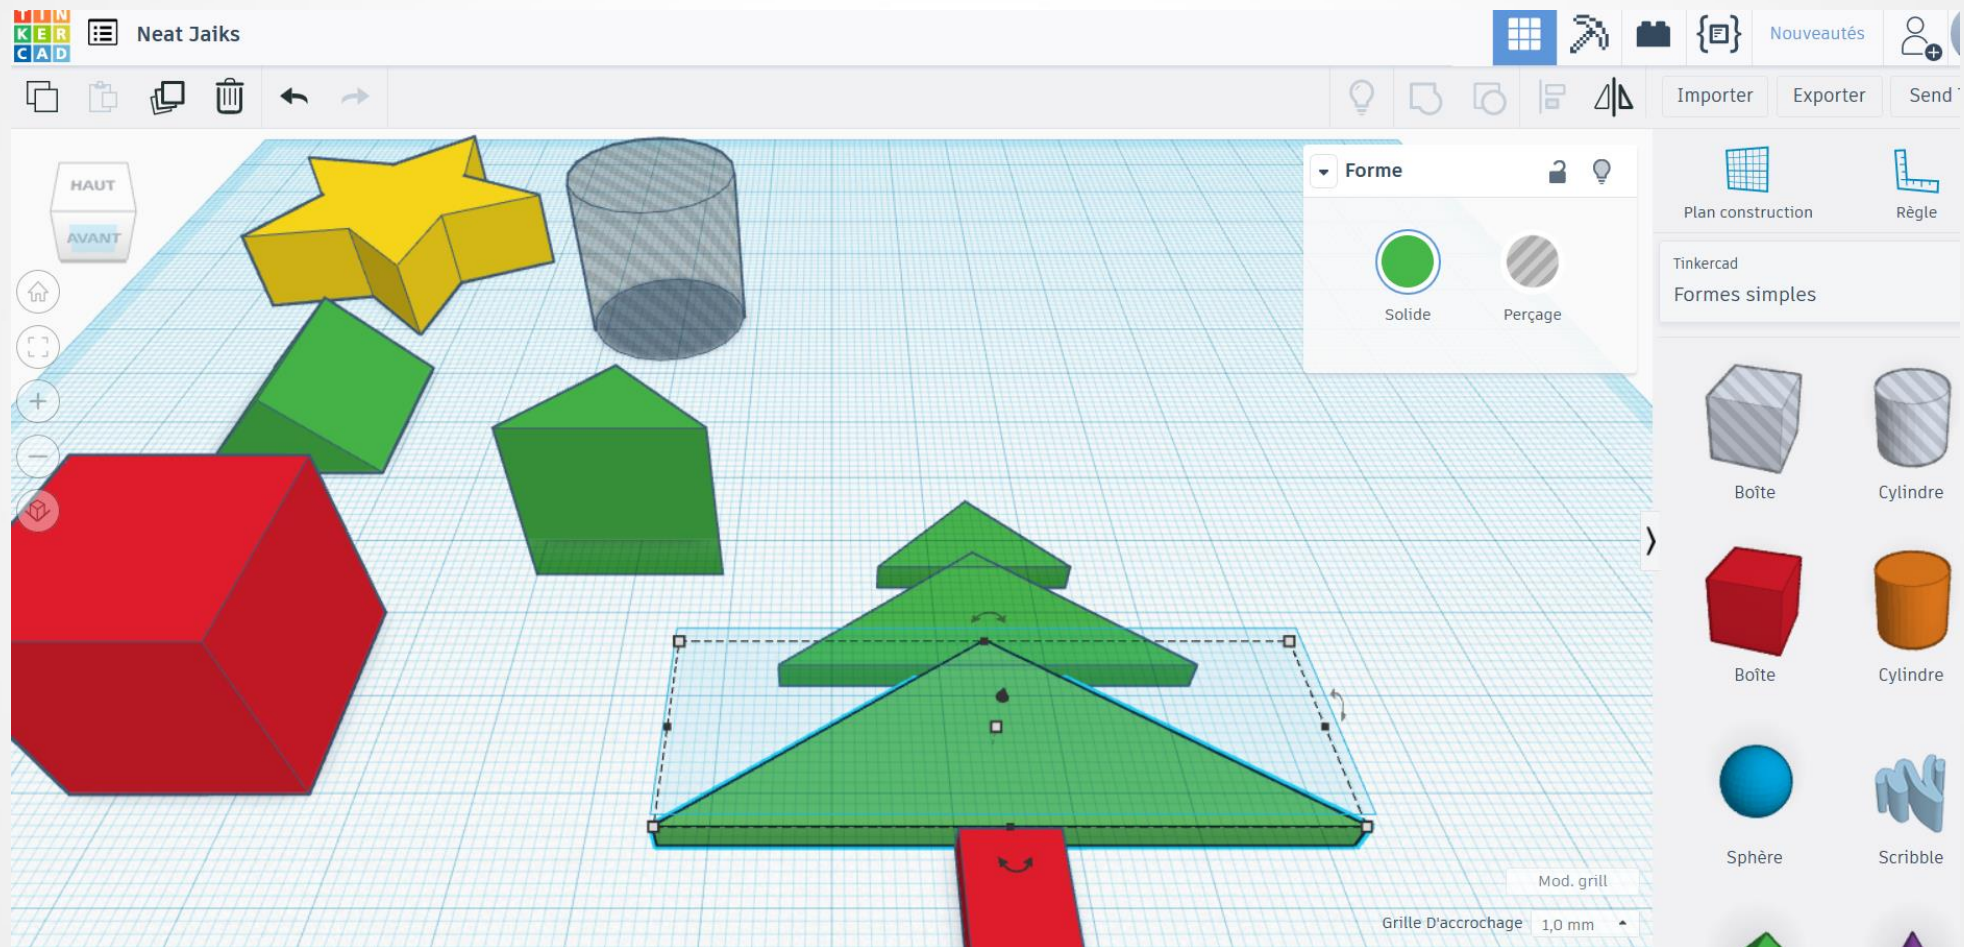 TIN
KER
CAD
Neat Jaiks
Nouveautés
Importer
Exporter
Send
HAUT
AVANT
Forme
Solide
Perçage
Plan construction
Règle
Tinkercad
Formes simples
Boîte
Cylindre
Boîte
Cylindre
Sphère
Scribble
Mod. grill
Grille D'accrochage
1,0 mm